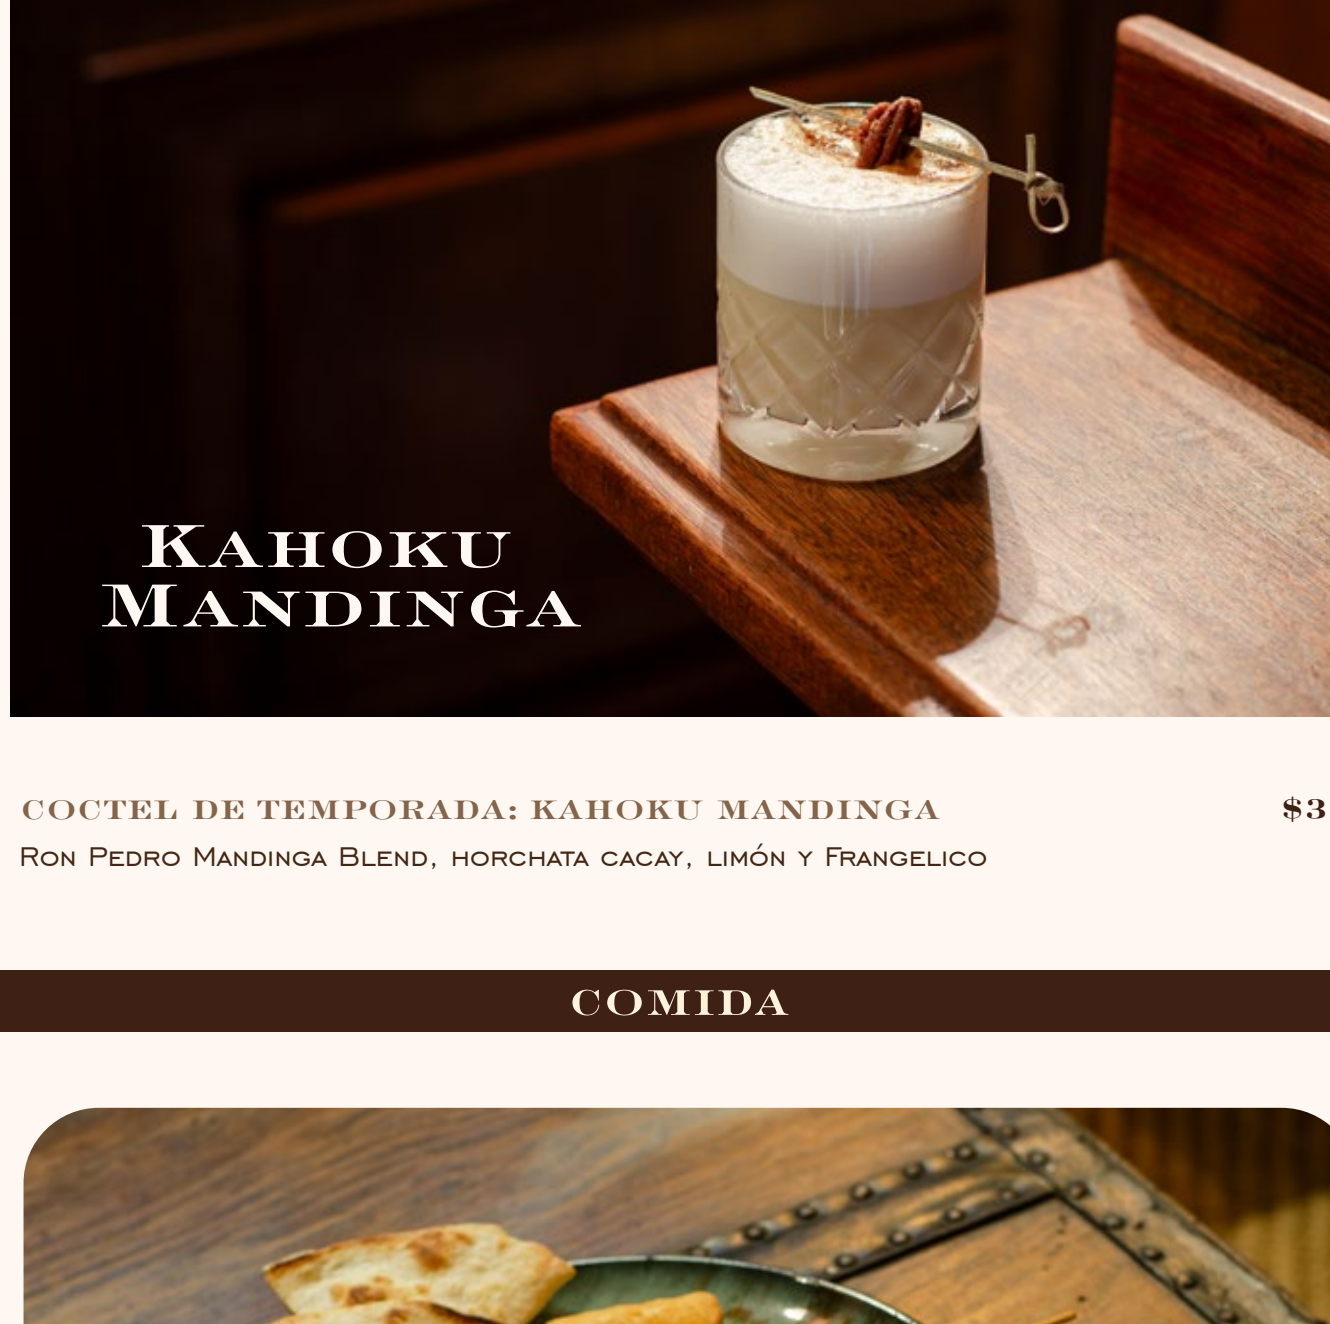 KAHOKU
MANDINGA
COCTEL DE TEMPORADA: KAHOKU MANDINGA
$3
RON PEDRO MANDINGA BLEND, HORCHATA CACAY, LIMÓN Y FRANGELICO
COMIDA